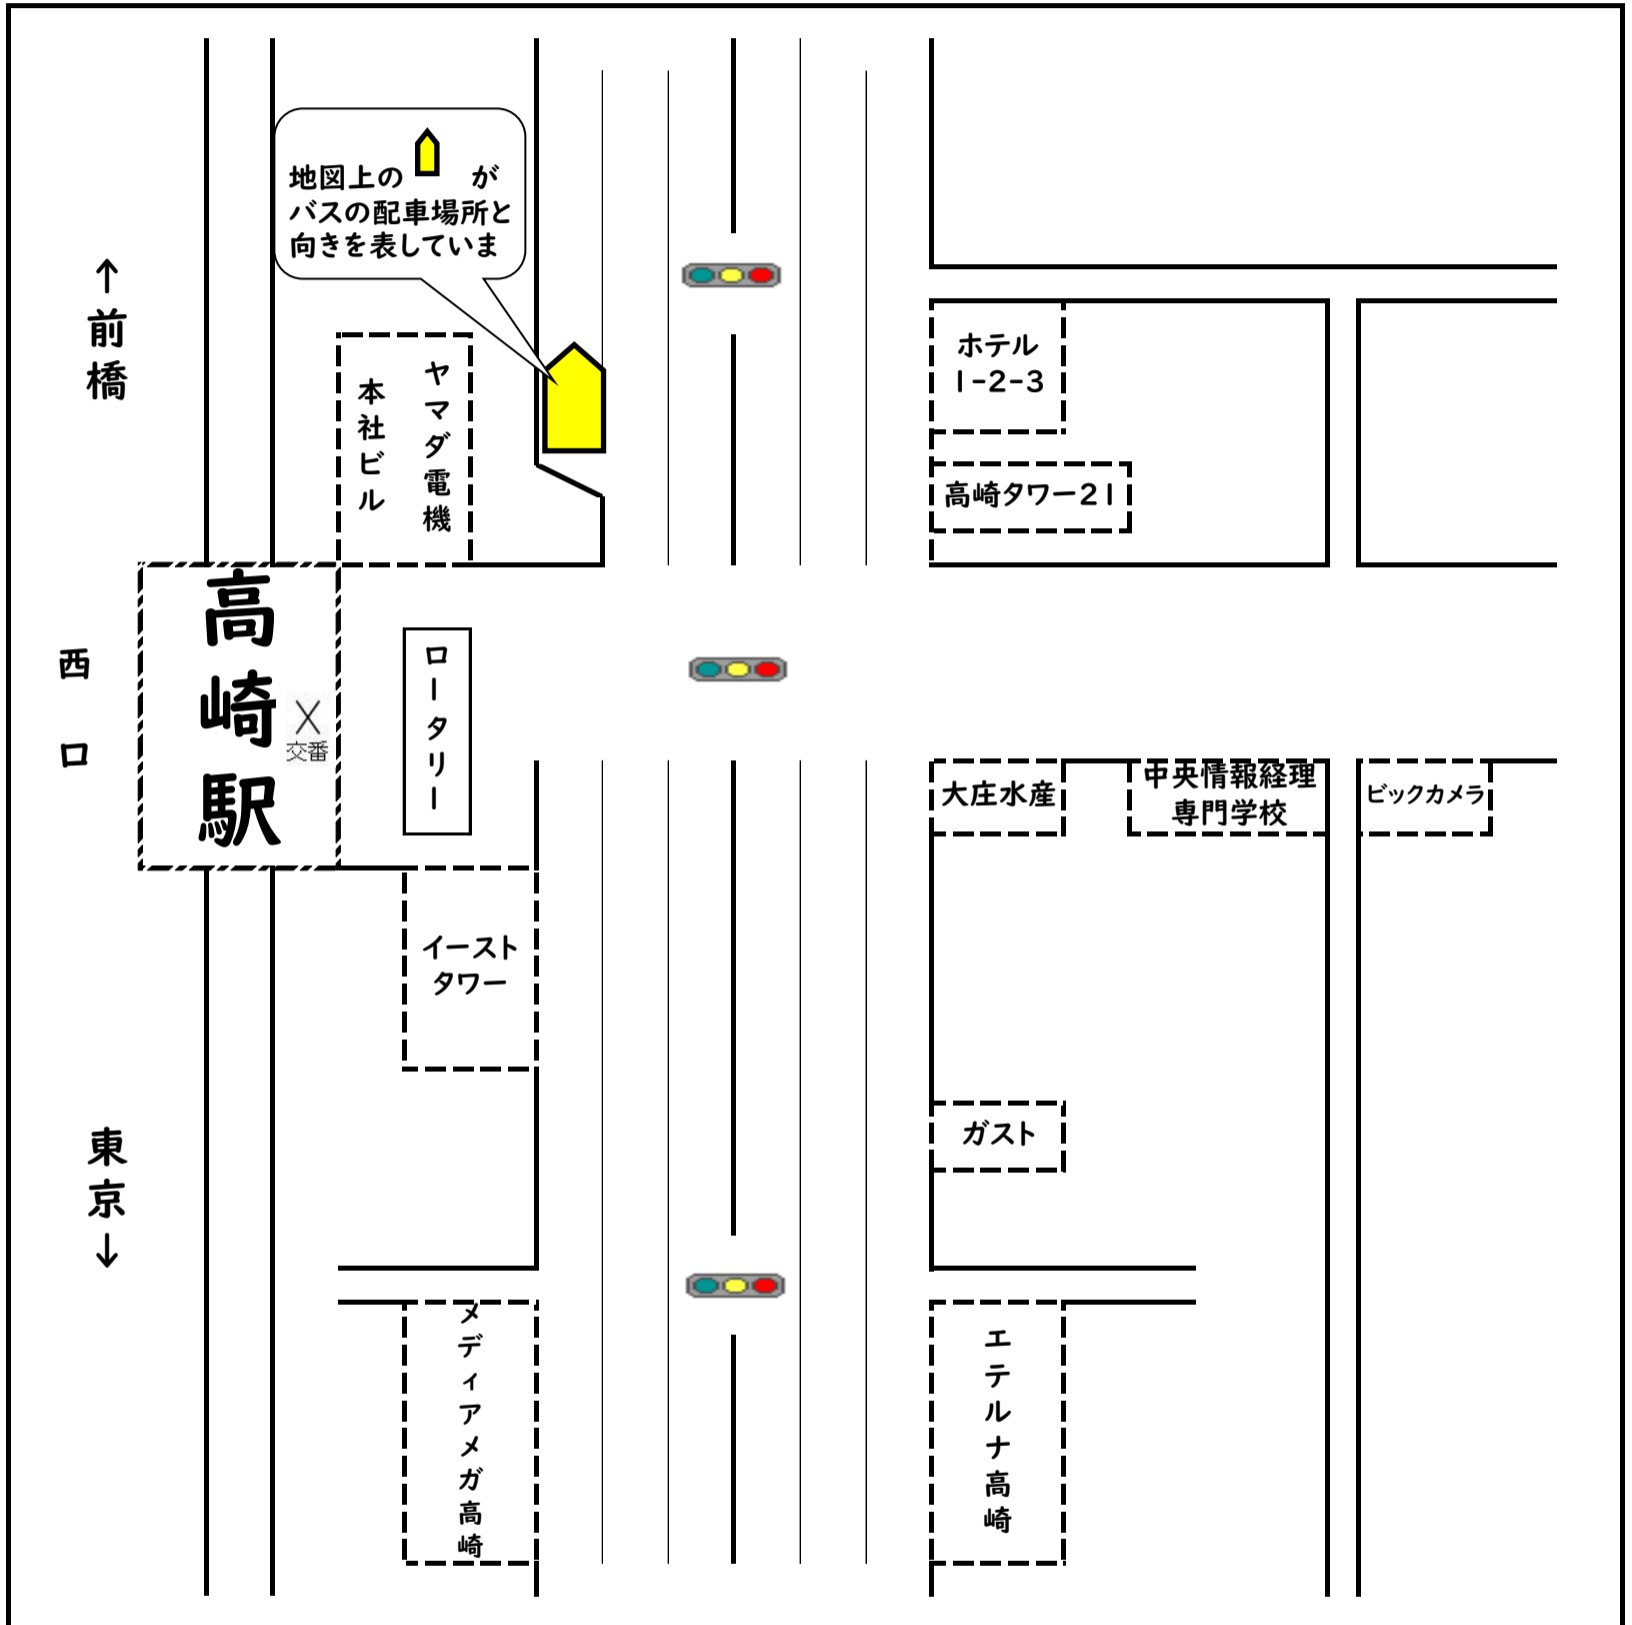 地図上の が
バスの配車場所と
向きを表していま
↑前橋
本社ビル
ヤマダ電機
ホテル
1-2-3
高崎タワー21
西口
高崎駅
交番
ロータリー
大庄水産
中央情報経理
専門学校
ビックカメラ
イースト
タワー
ガスト
東京↓
メディアメガ高崎
エテルナ高崎